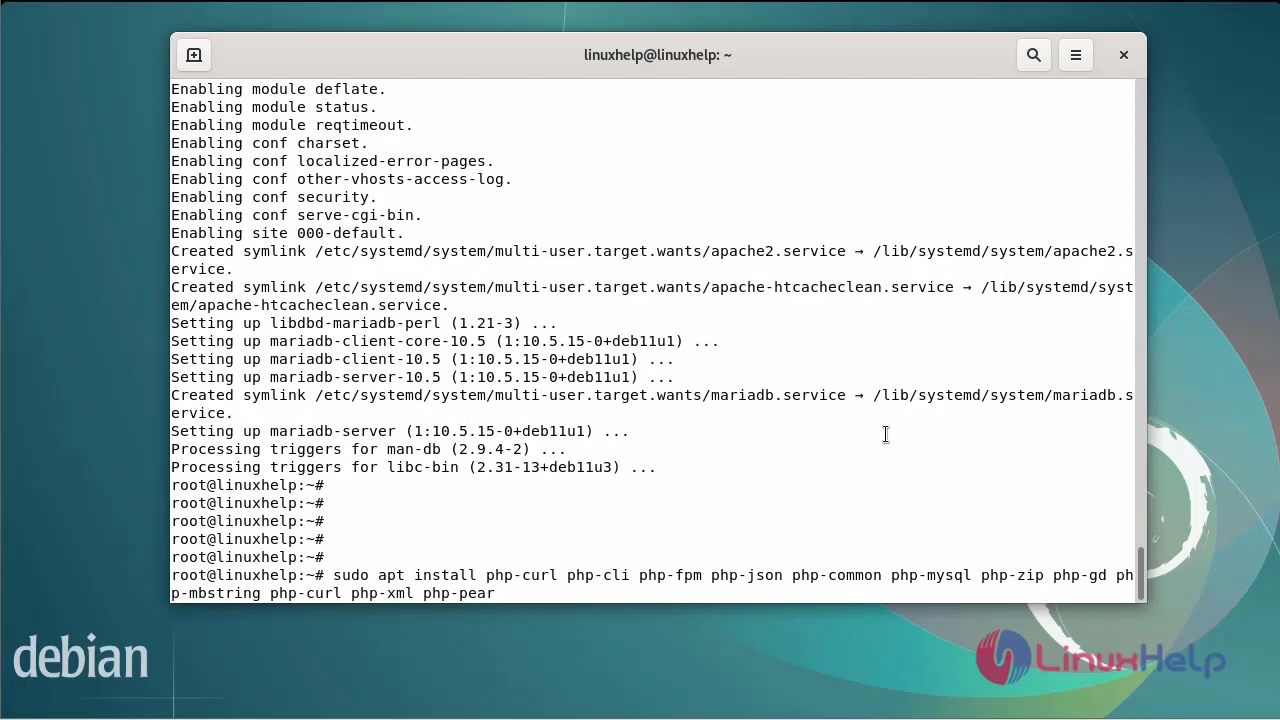 linuxhelp@linuxhelp: ~
Enabling module deflate.
Enabling module status.
Enabling module reqtimeout.
Enabling conf charset.
Enabling conf localized-error-pages.
Enabling conf other-vhosts-access-log.
Enabling conf security.
Enabling conf serve-cgi-bin.
Enabling site 000-default.
Created symlink /etc/systemd/system/multi-user.target.wants/apache2.service → /lib/systemd/system/apache2.s
ervice.
Created symlink /etc/systemd/system/multi-user.target.wants/apache-htcacheclean.service → /lib/systemd/syst
em/apache-htcacheclean.service.
Setting up libdbd-mariadb-perl (1.21-3) ...
Setting up mariadb-client-core-10.5 (1:10.5.15-0+deb11u1) ...
Setting up mariadb-client-10.5 (1:10.5.15-0+deb11u1) ...
Setting up mariadb-server-10.5 (1:10.5.15-0+deb11u1) ...
Created symlink /etc/systemd/system/multi-user.target.wants/mariadb.service → /lib/systemd/system/mariadb.s
ervice.
Setting up mariadb-server (1:10.5.15-0+deb11u1) ...
Processing triggers for man-db (2.9.4-2) ...
Processing triggers for libc-bin (2.31-13+deb11u3) ...
root@linuxhelp:~#
root@linuxhelp:~#
root@linuxhelp:~#
root@linuxhelp:~#
root@linuxhelp:~#
root@linuxhelp:~# sudo apt install php-curl php-cli php-fpm php-json php-common php-mysql php-zip php-gd ph
p-mbstring php-curl php-xml php-pear
debian
LinuxHelp